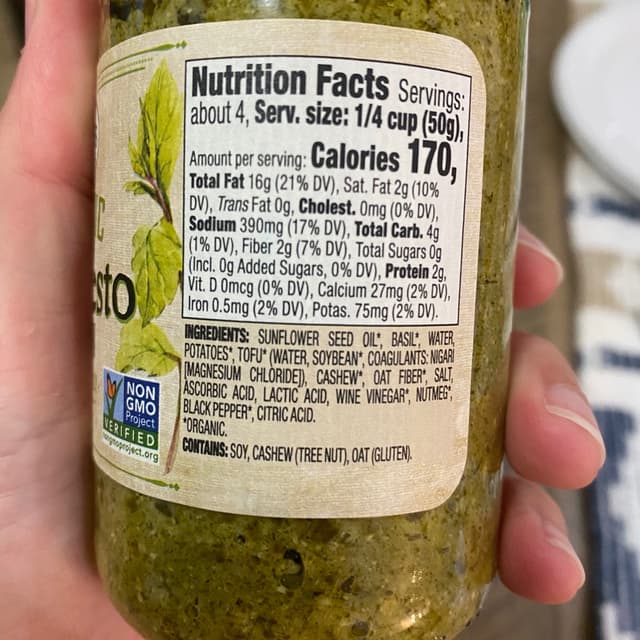 C
esto
Nutrition Facts Servings:
about 4, Serv. size: 1/4 cup (50g),
Amount per serving: Calories 170,
Total Fat 16g (21% DV), Sat. Fat 2g (10%
DV), Trans Fat 0g, Cholest. 0mg (0% DV),
Sodium 390mg (17% DV), Total Carb. 4g
(1% DV), Fiber 2g (7% DV), Total Sugars 0g
(Incl. 0g Added Sugars, 0% DV), Protein 2g,
Vit. D 0mcg (0% DV), Calcium 27mg (2% DV),
Iron 0.5mg (2% DV), Potas. 75mg (2% DV).
INGREDIENTS: SUNFLOWER SEED OIL*, BASIL*, WATER,
POTATOES*, TOFU* (WATER, SOYBEAN*, COAGULANTS: NIGARI
[MAGNESIUM CHLORIDE]), CASHEW*, OAT FIBER*, SALT,
ASCORBIC ACID, LACTIC ACID, WINE VINEGAR*, NUTMEG*,
BLACK PEPPER*, CITRIC ACID.
*ORGANIC.
CONTAINS: SOY, CASHEW (TREE NUT), OAT (GLUTEN).
NON
GMO
Project
VERIFIED
nongmoproject.org